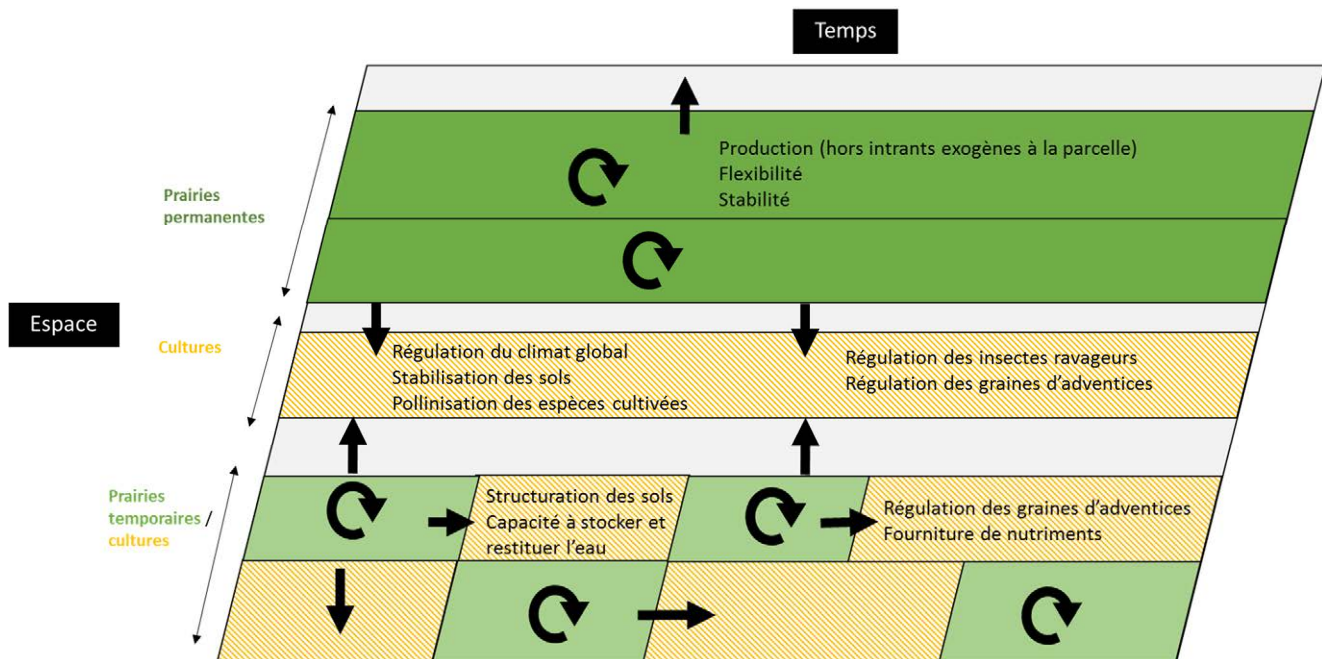 Temps
Production (hors intrants exogènes à la parcelle)
Flexibilité
Stabilité
Prairies
permanentes
Espace
Cultures
Régulation du climat global
Stabilisation des sols
Pollinisation des espèces cultivées
Régulation des insectes ravageurs
Régulation des graines d’adventices
Prairies
temporaires /
cultures
Structuration des sols
Capacité à stocker et
restituer l’eau
Régulation des graines d’adventices
Fourniture de nutriments